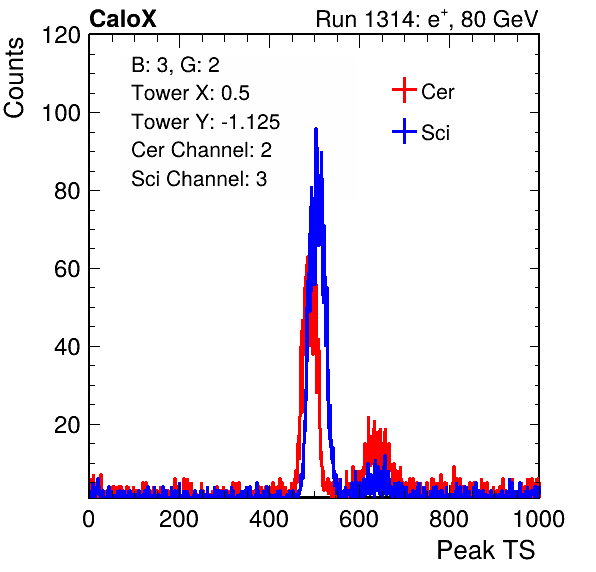 CaloX Run 1314: e⁺, 80 GeV
Counts
120
100
80
60
40
20
B: 3, G: 2
Tower X: 0.5
Tower Y: -1.125
Cer Channel: 2
Sci Channel: 3
Cer
Sci
0 200 400 600 800 1000
Peak TS